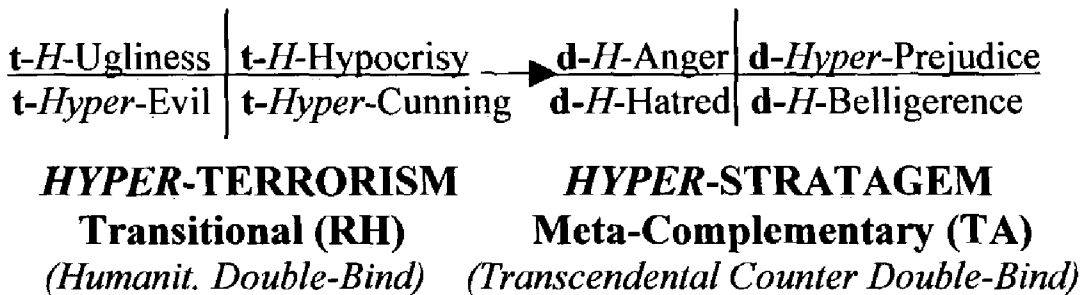 t-H-Ugliness t-H-Hypocrisy d-H-Anger d-Hyper-Prejudice
t-Hyper-Evil t-Hyper-Cunning d-H-Hatred d-H-Belligerence
HYPER-TERRORISM HYPER-STRATAGEM
Transitional (RH) Meta-Complementary (TA)
(Humanit. Double-Bind) (Transcendental Counter Double-Bind)